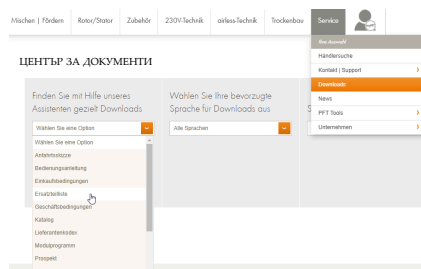 Mischen | Fördern Rotor/Stator Zubehör 230V-Technik airless-Technik Trockenbau Service
Ihre Auswahl
Händlersuche
Kontakt | Support
Downloads
News
PFT Tools
Unternehmen
ЦЕНТЪР ЗА ДОКУМЕНТИ
Finden Sie mit Hilfe unseres
Assistenten gezielt Downloads
Wählen Sie eine Option
Wählen Sie eine Option
Anfahrtsskizze
Bedienungsanleitung
Einkaufsbedingungen
Ersatzteilliste
Geschäftsbedingungen
Katalog
Lieferantenkodex
Modulprogramm
Prospekt
Wählen Sie Ihre bevorzugte
Sprache für Downloads aus
Alle Sprachen